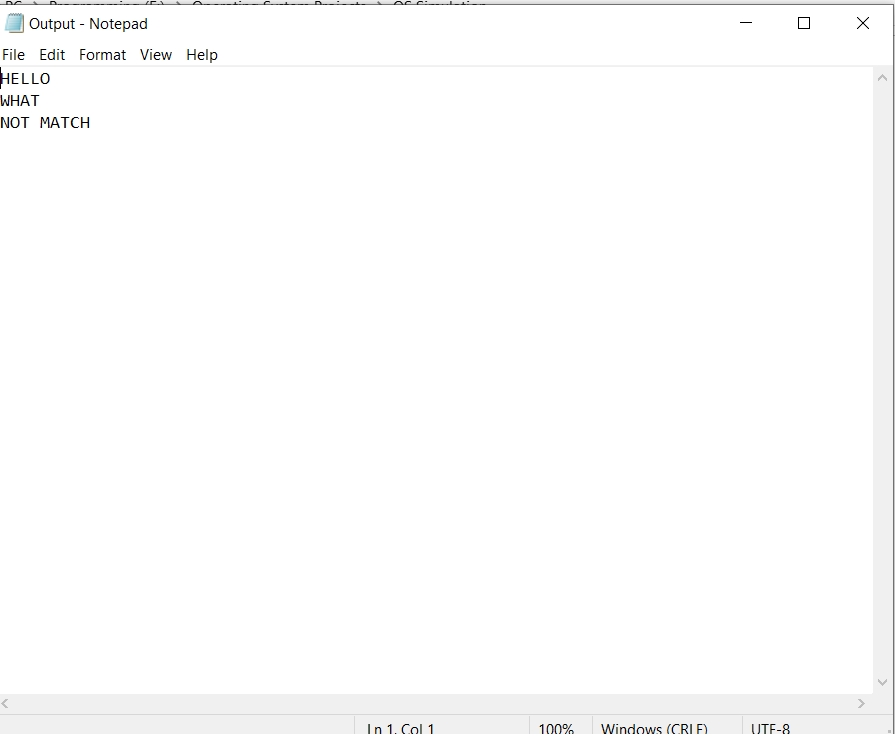 Output - Notepad
File Edit Format View Help
HELLO
WHAT
NOT MATCH
Ln 1, Col 1 100% Windows (CRLF) UTF-8